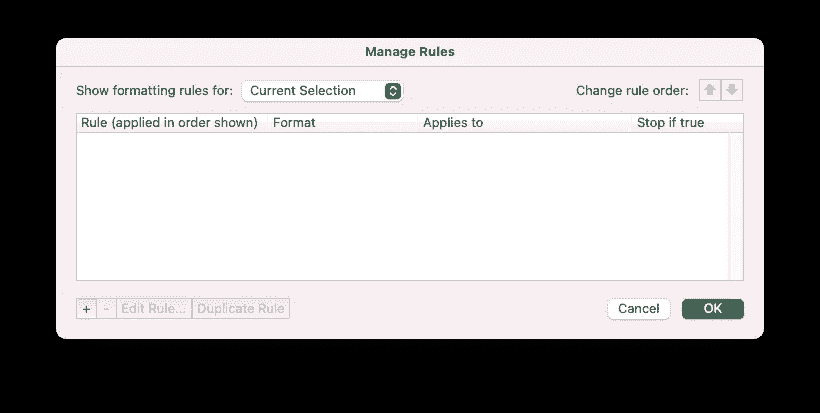 Manage Rules
Show formatting rules for: Current Selection Change rule order:
Rule (applied in order shown) Format Applies to Stop if true
+ - Edit Rule... Duplicate Rule Cancel OK